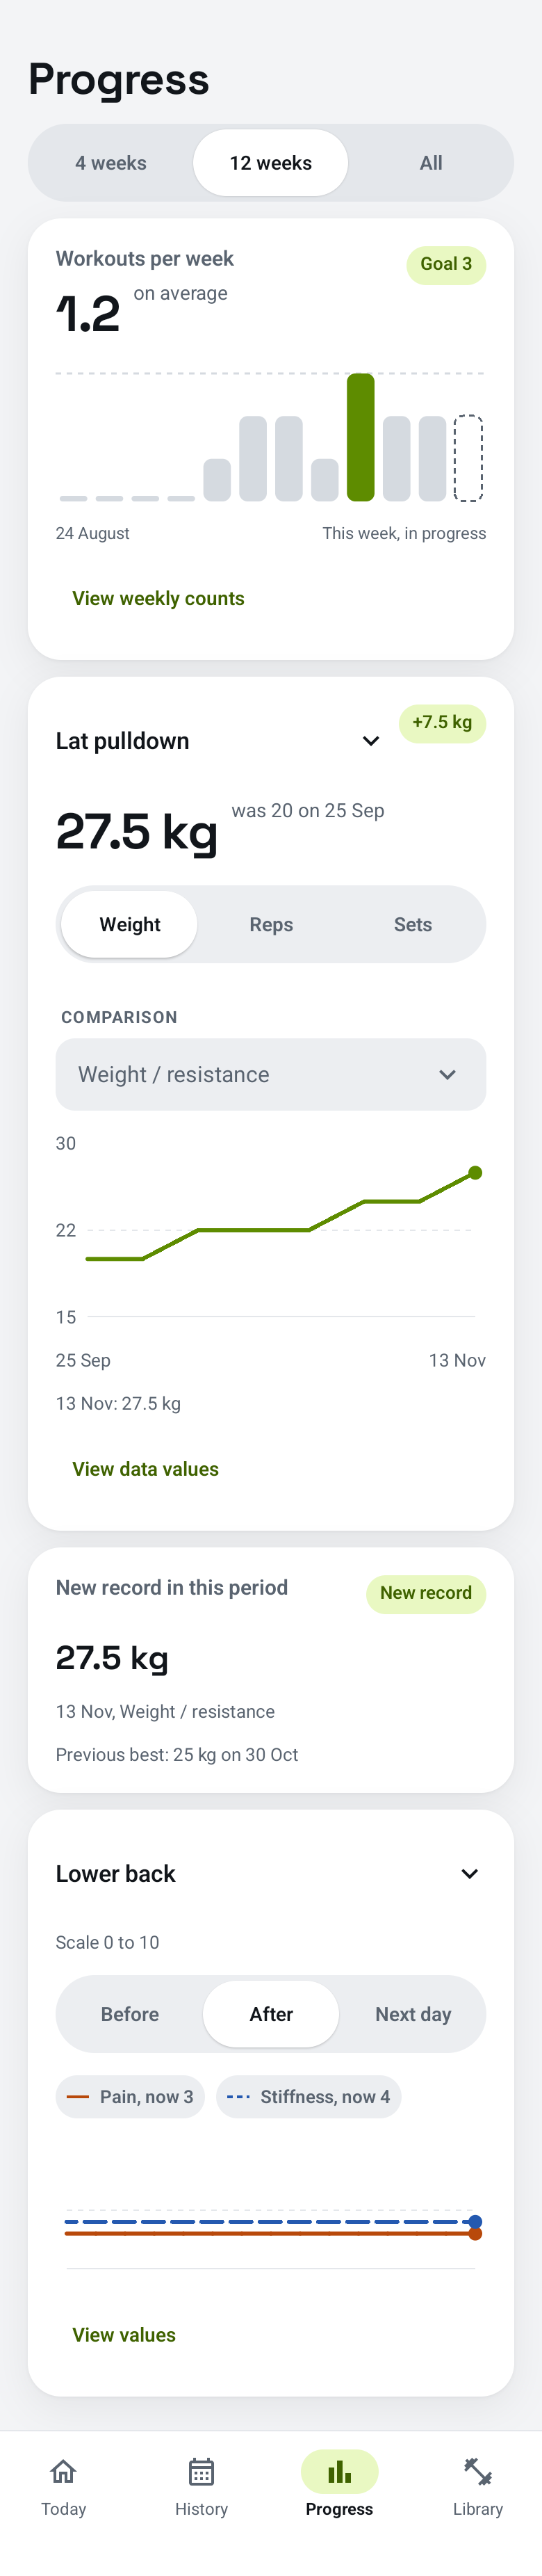 Progress
4 weeks
12 weeks
All
Workouts per week
Goal 3
1.2 on average
24 August
This week, in progress
View weekly counts
Lat pulldown
+7.5 kg
27.5 kg was 20 on 25 Sep
Weight
Reps
Sets
COMPARISON
Weight / resistance
30
22
15
25 Sep
13 Nov
13 Nov: 27.5 kg
View data values
New record in this period
New record
27.5 kg
13 Nov, Weight / resistance
Previous best: 25 kg on 30 Oct
Lower back
Scale 0 to 10
Before
After
Next day
Pain, now 3
Stiffness, now 4
View values
Today
History
Progress
Library